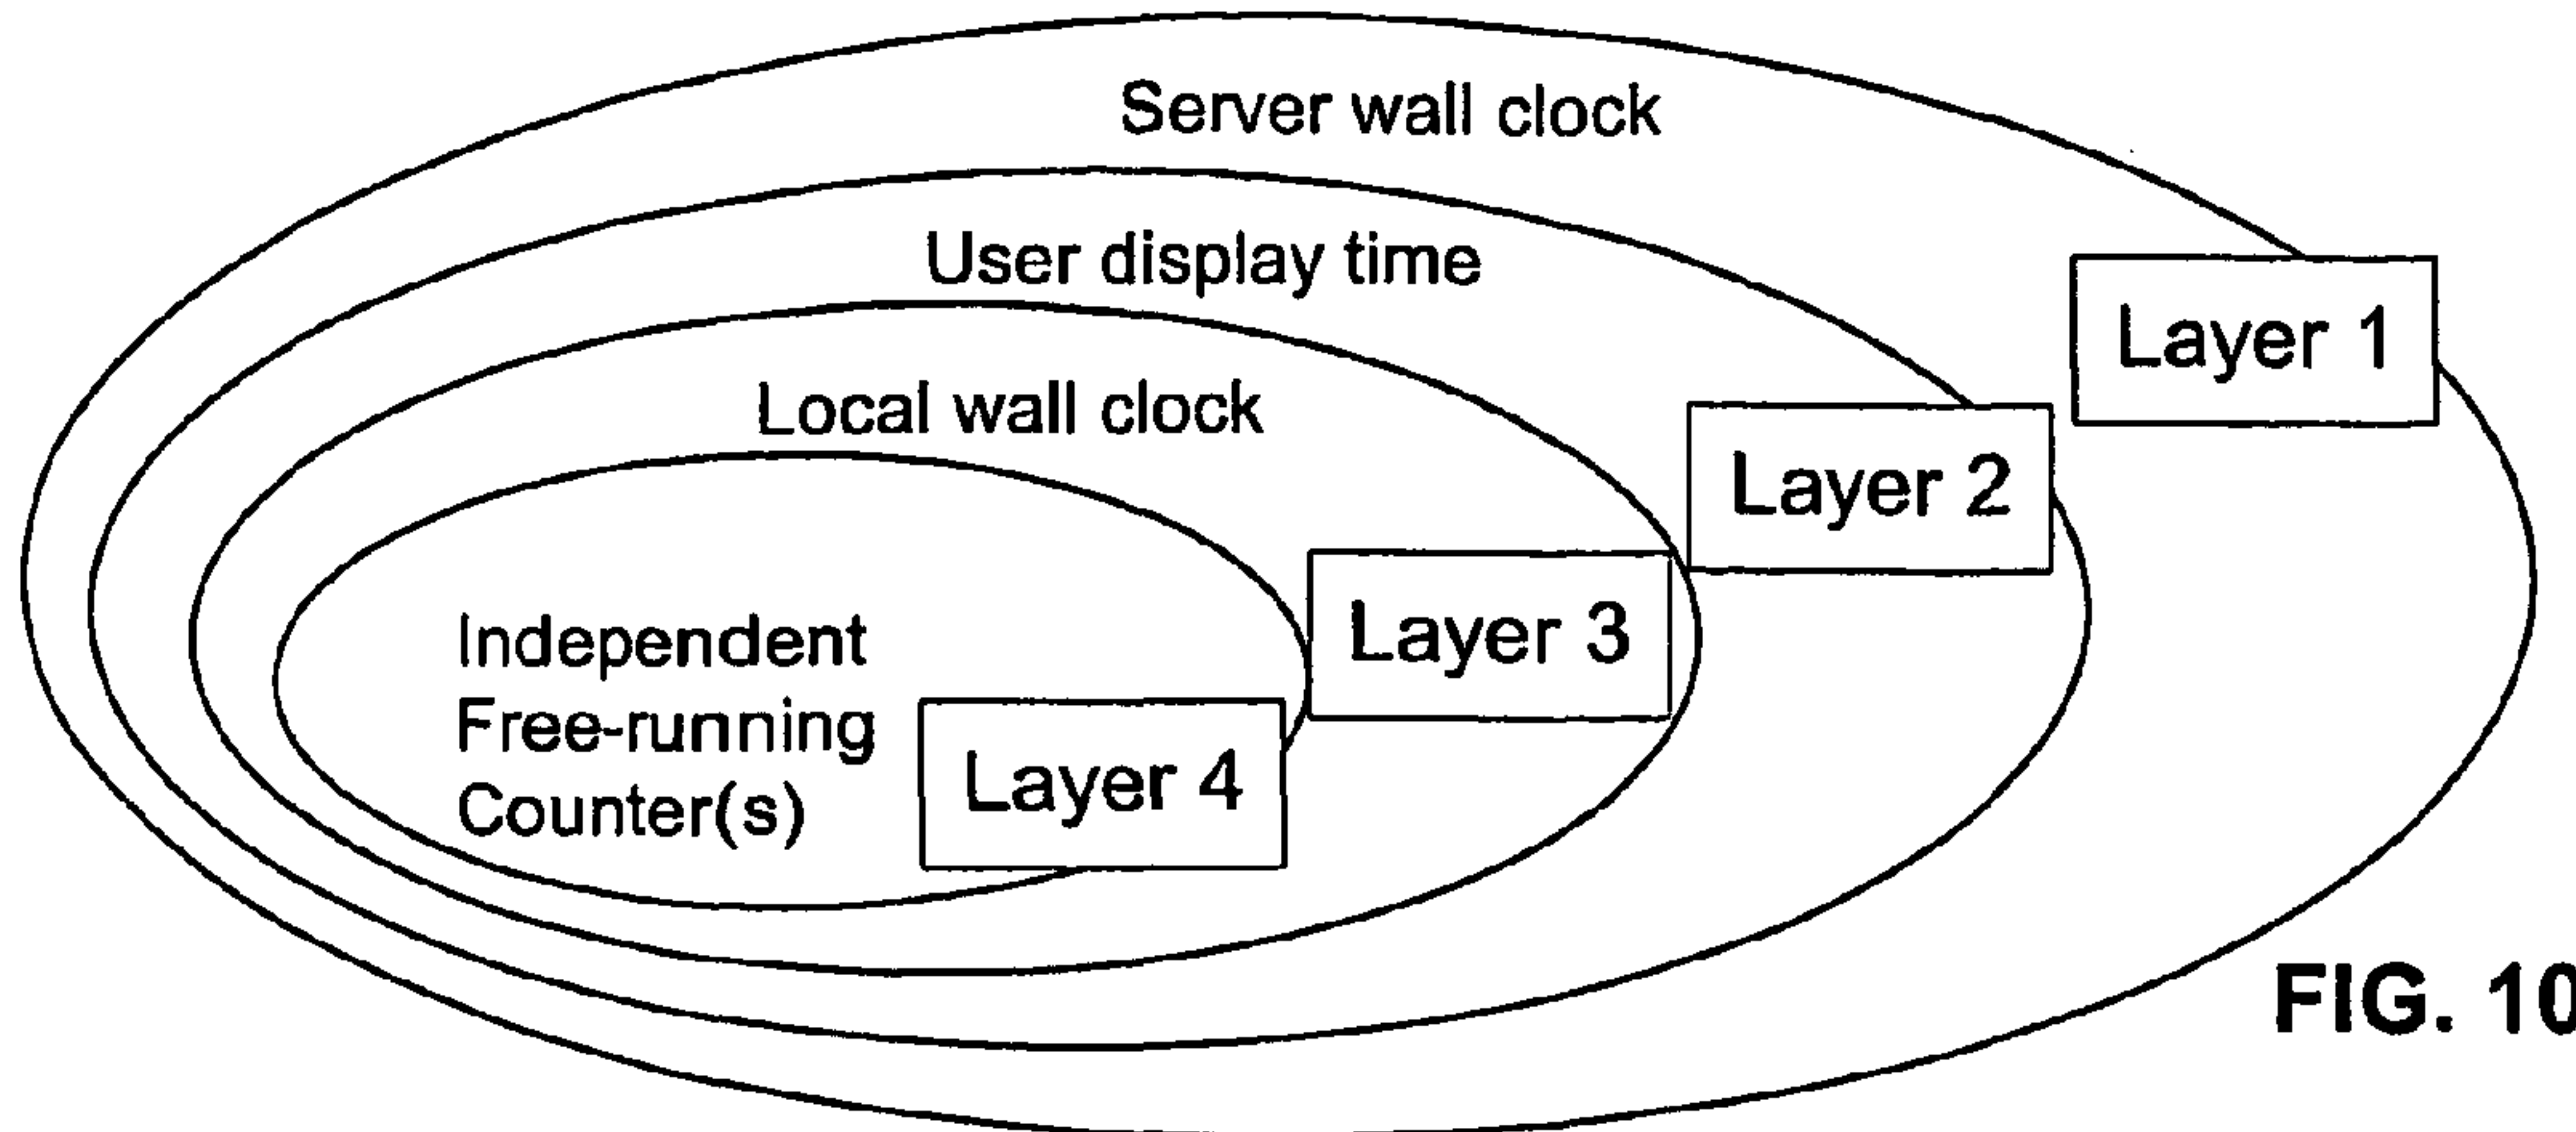 Server wall clock
User display time
Local wall clock
Independent
Free-running
Counter(s)
Layer 1
Layer 2
Layer 3
Layer 4
FIG. 10